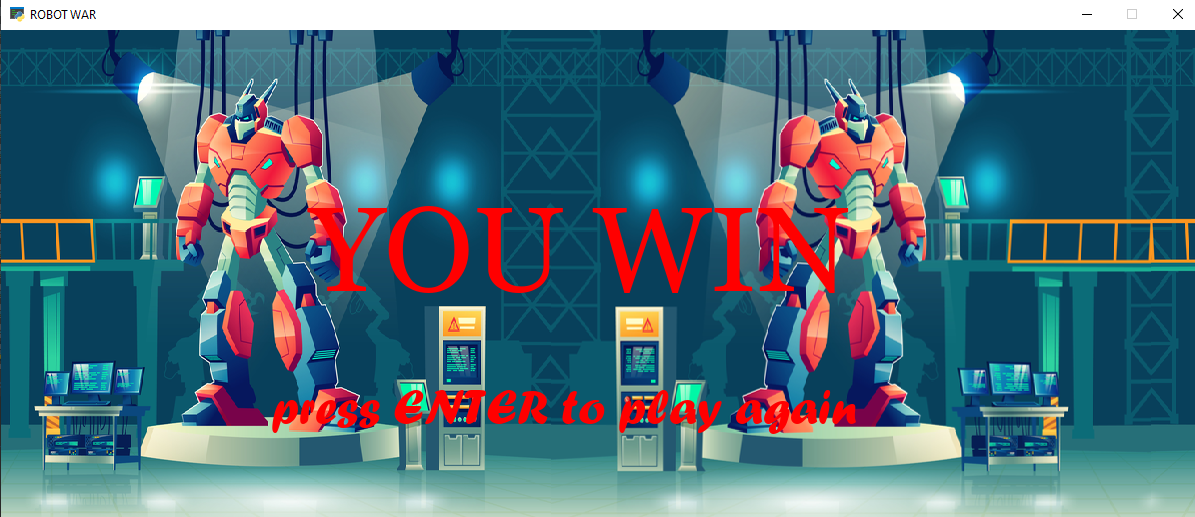 ROBOT WAR
YOU WIN
press ENTER to play again